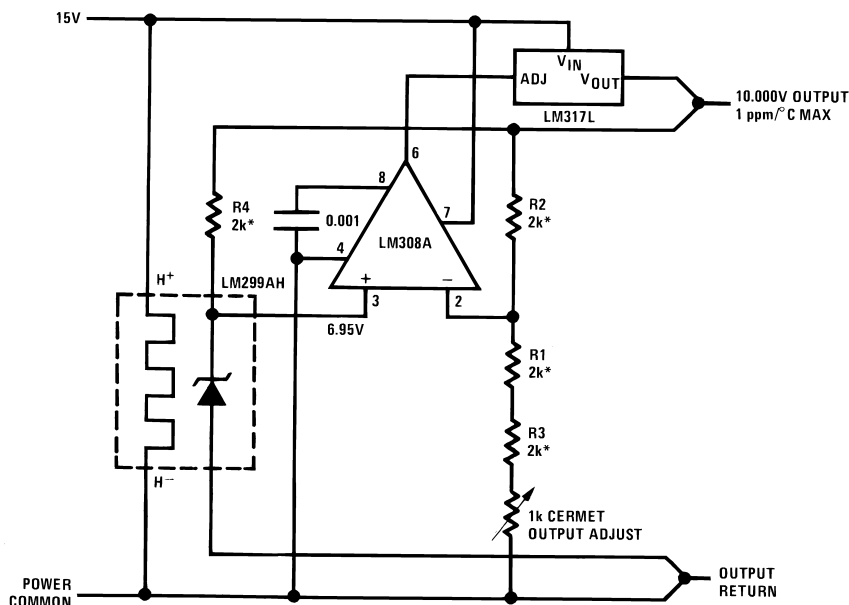 15V
VIN
ADJ
VOUT
LM317L
10.000V OUTPUT
1 ppm/°C MAX
6
8
R4
2k*
0.001
7
R2
2k*
4
LM308A
H+
LM299AH
+
−
3
2
6.95V
R1
2k*
R3
2k*
H−
1k CERMET
OUTPUT ADJUST
POWER
COMMON
OUTPUT
RETURN